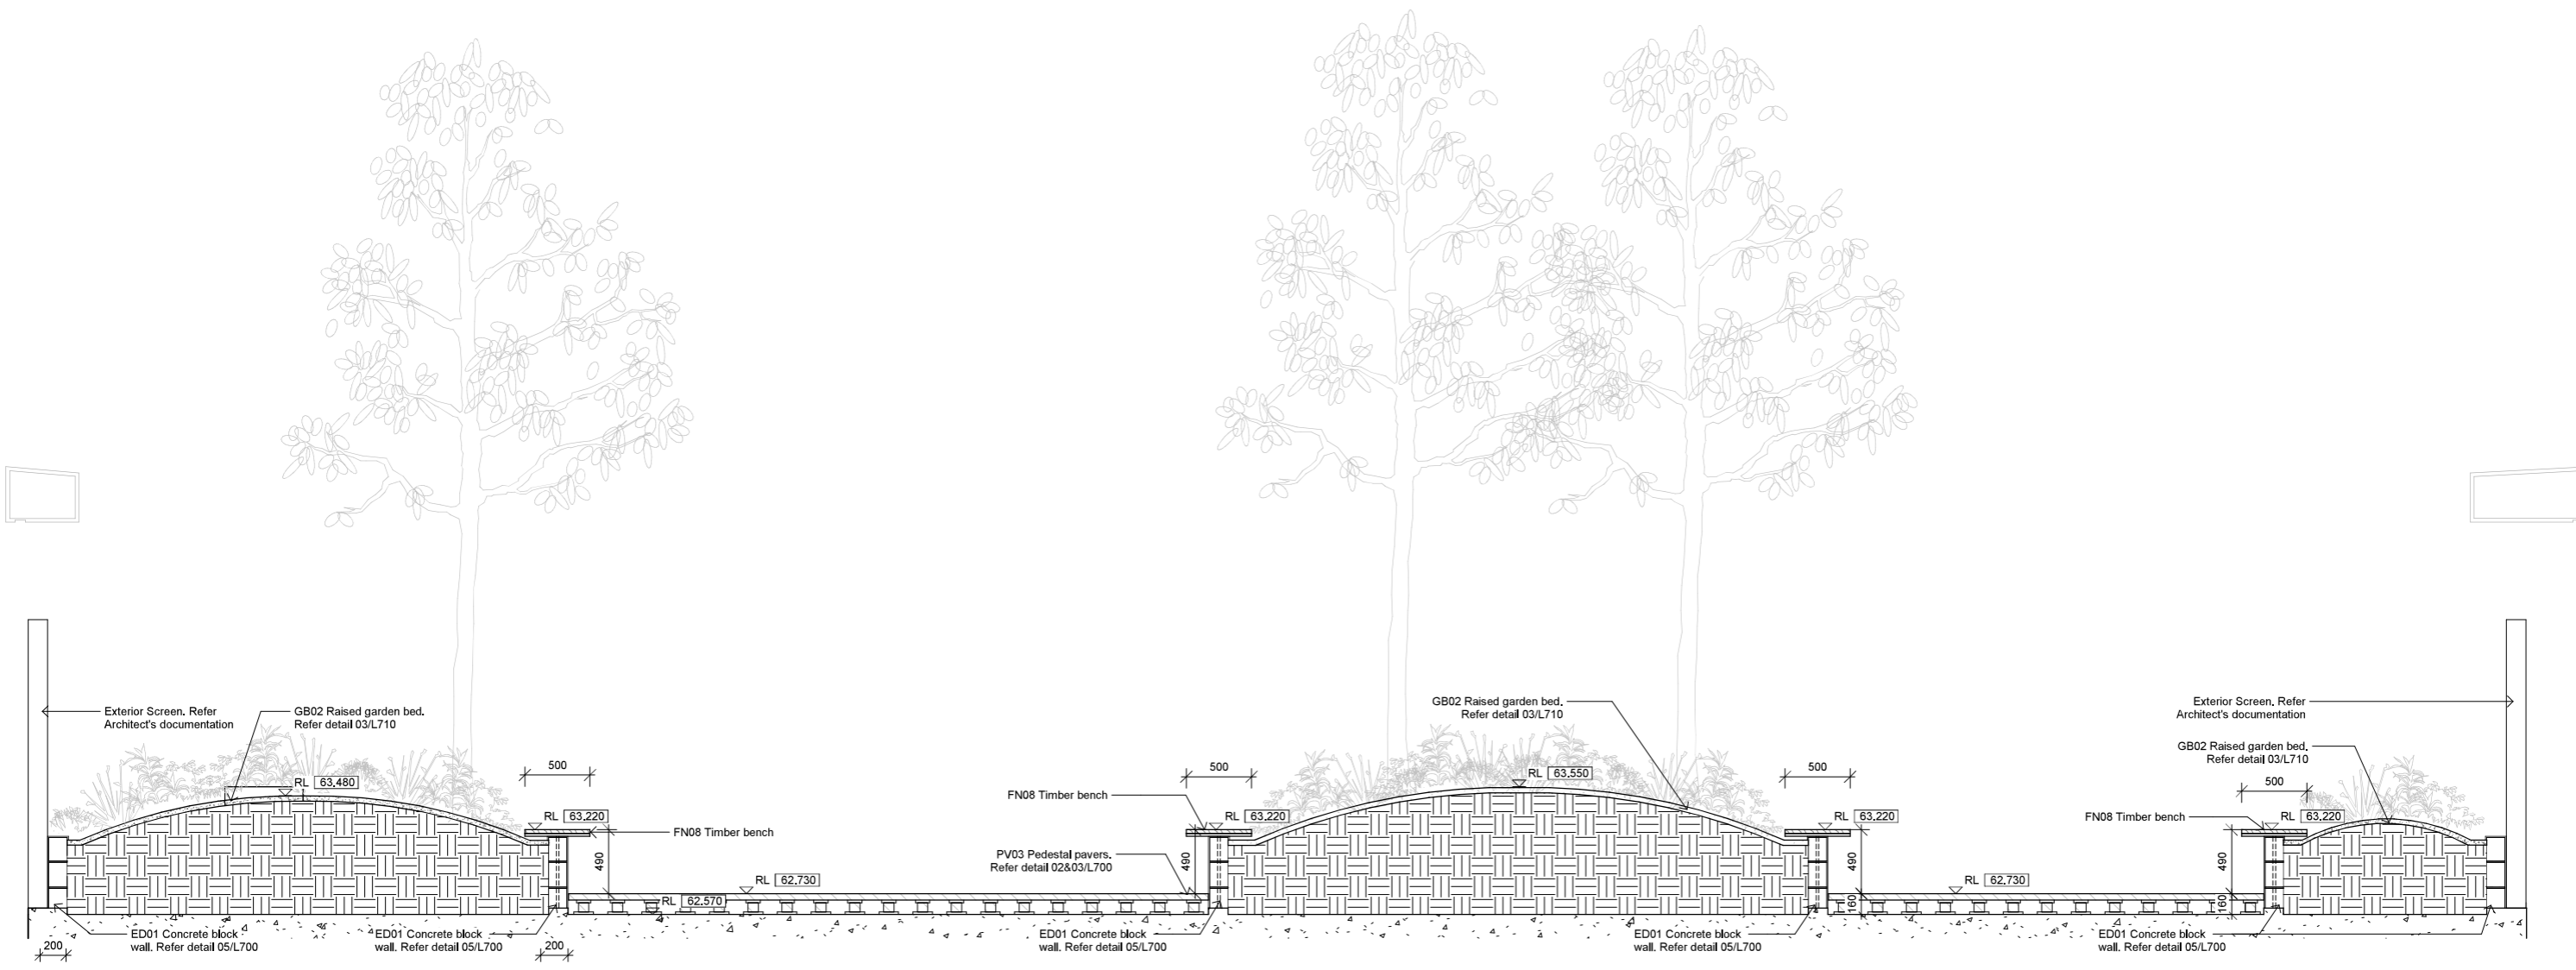 Exterior Screen. Refer
Architect's documentation
GB02 Raised garden bed.
Refer detail 03/L710
RL 63.480
500
RL 63.220
FN08 Timber bench
490
RL 62.730
RL 62.570
ED01 Concrete block
wall. Refer detail 05/L700
200
ED01 Concrete block
wall. Refer detail 05/L700
200
500
FN08 Timber bench
RL 63.220
PV03 Pedestal pavers.
Refer detail 02&03/L700
490
ED01 Concrete block
wall. Refer detail 05/L700
GB02 Raised garden bed.
Refer detail 03/L710
RL 63.550
500
RL 63.220
490
160
RL 62.730
ED01 Concrete block
wall. Refer detail 05/L700
Exterior Screen. Refer
Architect's documentation
GB02 Raised garden bed.
Refer detail 03/L710
500
FN08 Timber bench
RL 63.220
490
160
ED01 Concrete block
wall. Refer detail 05/L700